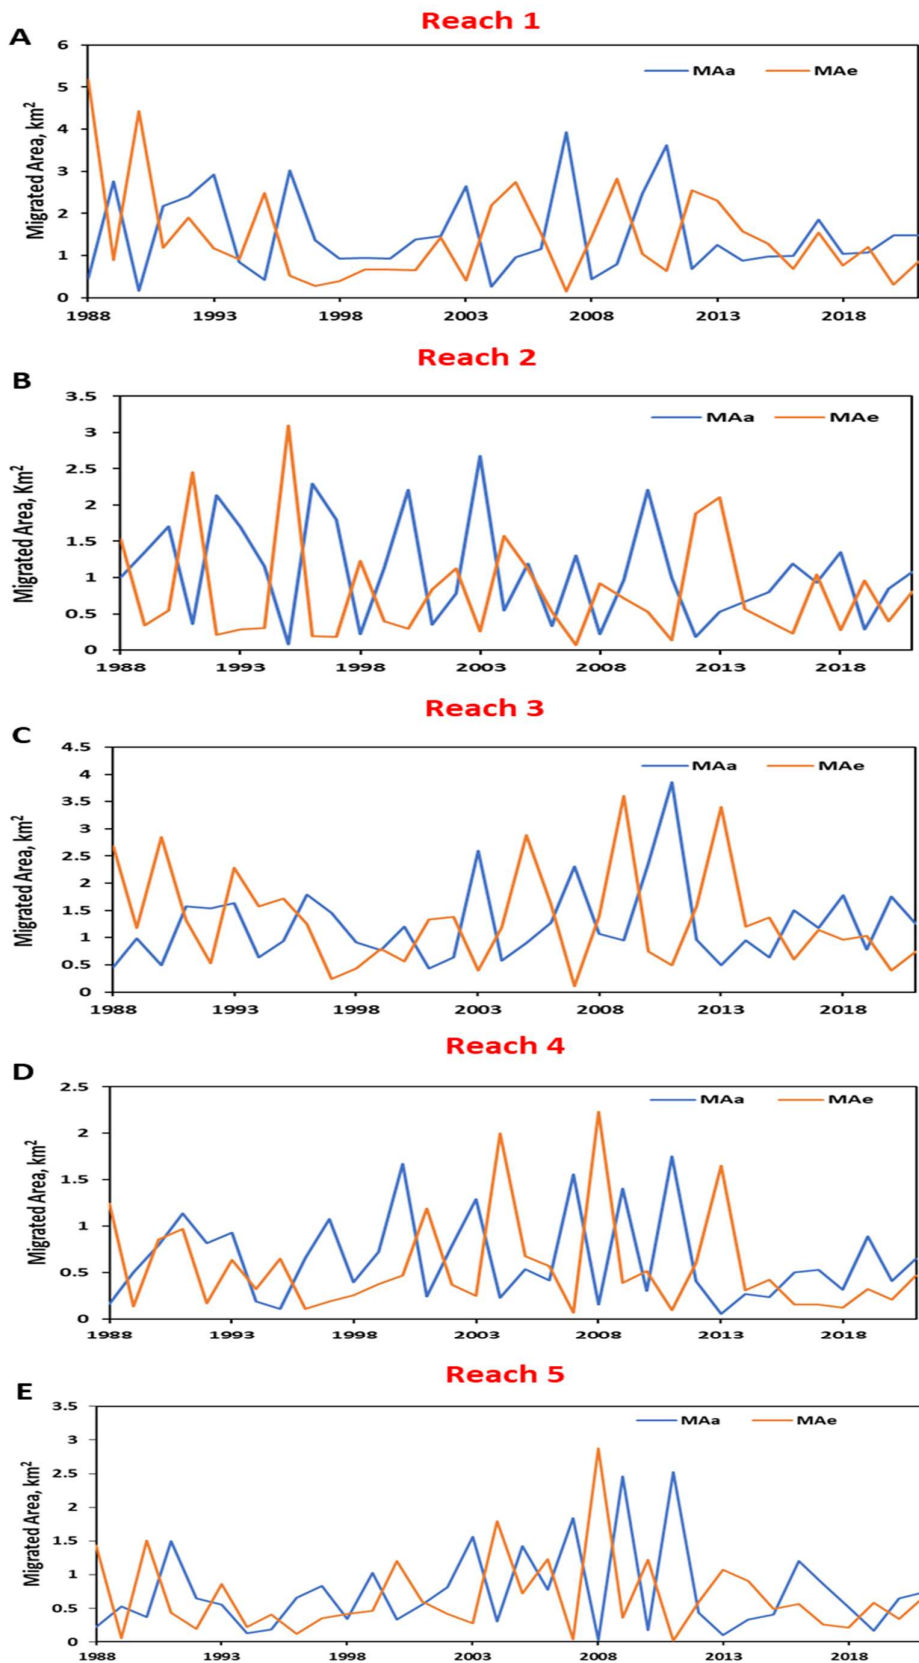 Reach 1
A
6
5
4
3
2
1
0
Migrated Area, km²
MAa MAe
1988 1993 1998 2003 2008 2013 2018
Reach 2
B
3.5
3
2.5
2
1.5
1
0.5
0
Migrated Area, Km²
MAa MAe
1988 1993 1998 2003 2008 2013 2018
Reach 3
C
4.5
4
3.5
3
2.5
2
1.5
1
0.5
0
Migrated Area, km²
MAa MAe
1988 1993 1998 2003 2008 2013 2018
Reach 4
D
2.5
2
1.5
1
0.5
0
Migrated Area, km²
MAa MAe
1988 1993 1998 2003 2008 2013 2018
Reach 5
E
3.5
3
2.5
2
1.5
1
0.5
0
Migrated Area, km²
MAa MAe
1988 1993 1998 2003 2008 2013 2018